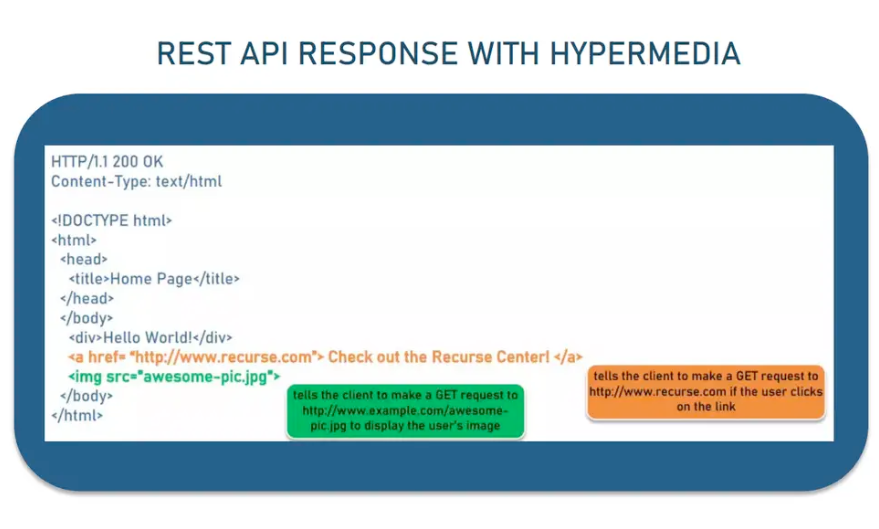 REST API RESPONSE WITH HYPERMEDIA
HTTP/1.1 200 OK
Content-Type: text/html
<!DOCTYPE html>
<html>
<head>
<title>Home Page</title>
</head>
</body>
<div>Hello World!</div>
<a href= "http://www.recurse.com"> Check out the Recurse Center! </a>
<img src="awesome-pic.jpg">
</body>
</html>
tells the client to make a GET request to
http://www.example.com/awesome-
pic.jpg to display the user's image
tells the client to make a GET request to
http://www.recurse.com if the user clicks
on the link